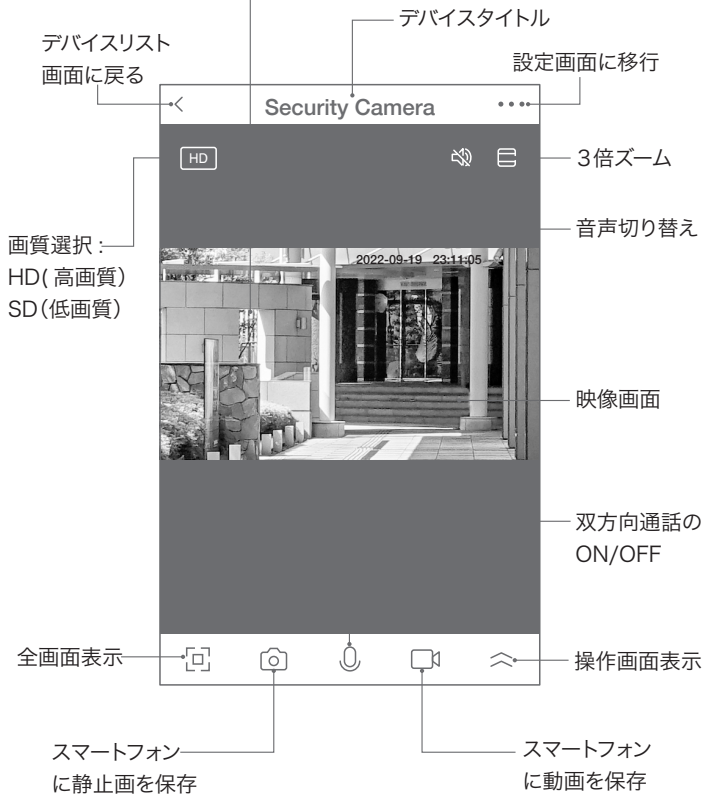 デバイスタイトル
デバイスリスト
画面に戻る
設定画面に移行
Security Camera
HD
3倍ズーム
音声切り替え
画質選択:
HD(高画質)
SD(低画質)
2022-09-19 23:11:05
映像画面
双方向通話の
ON/OFF
全画面表示
操作画面表示
スマートフォン
に静止画を保存
スマートフォン
に動画を保存